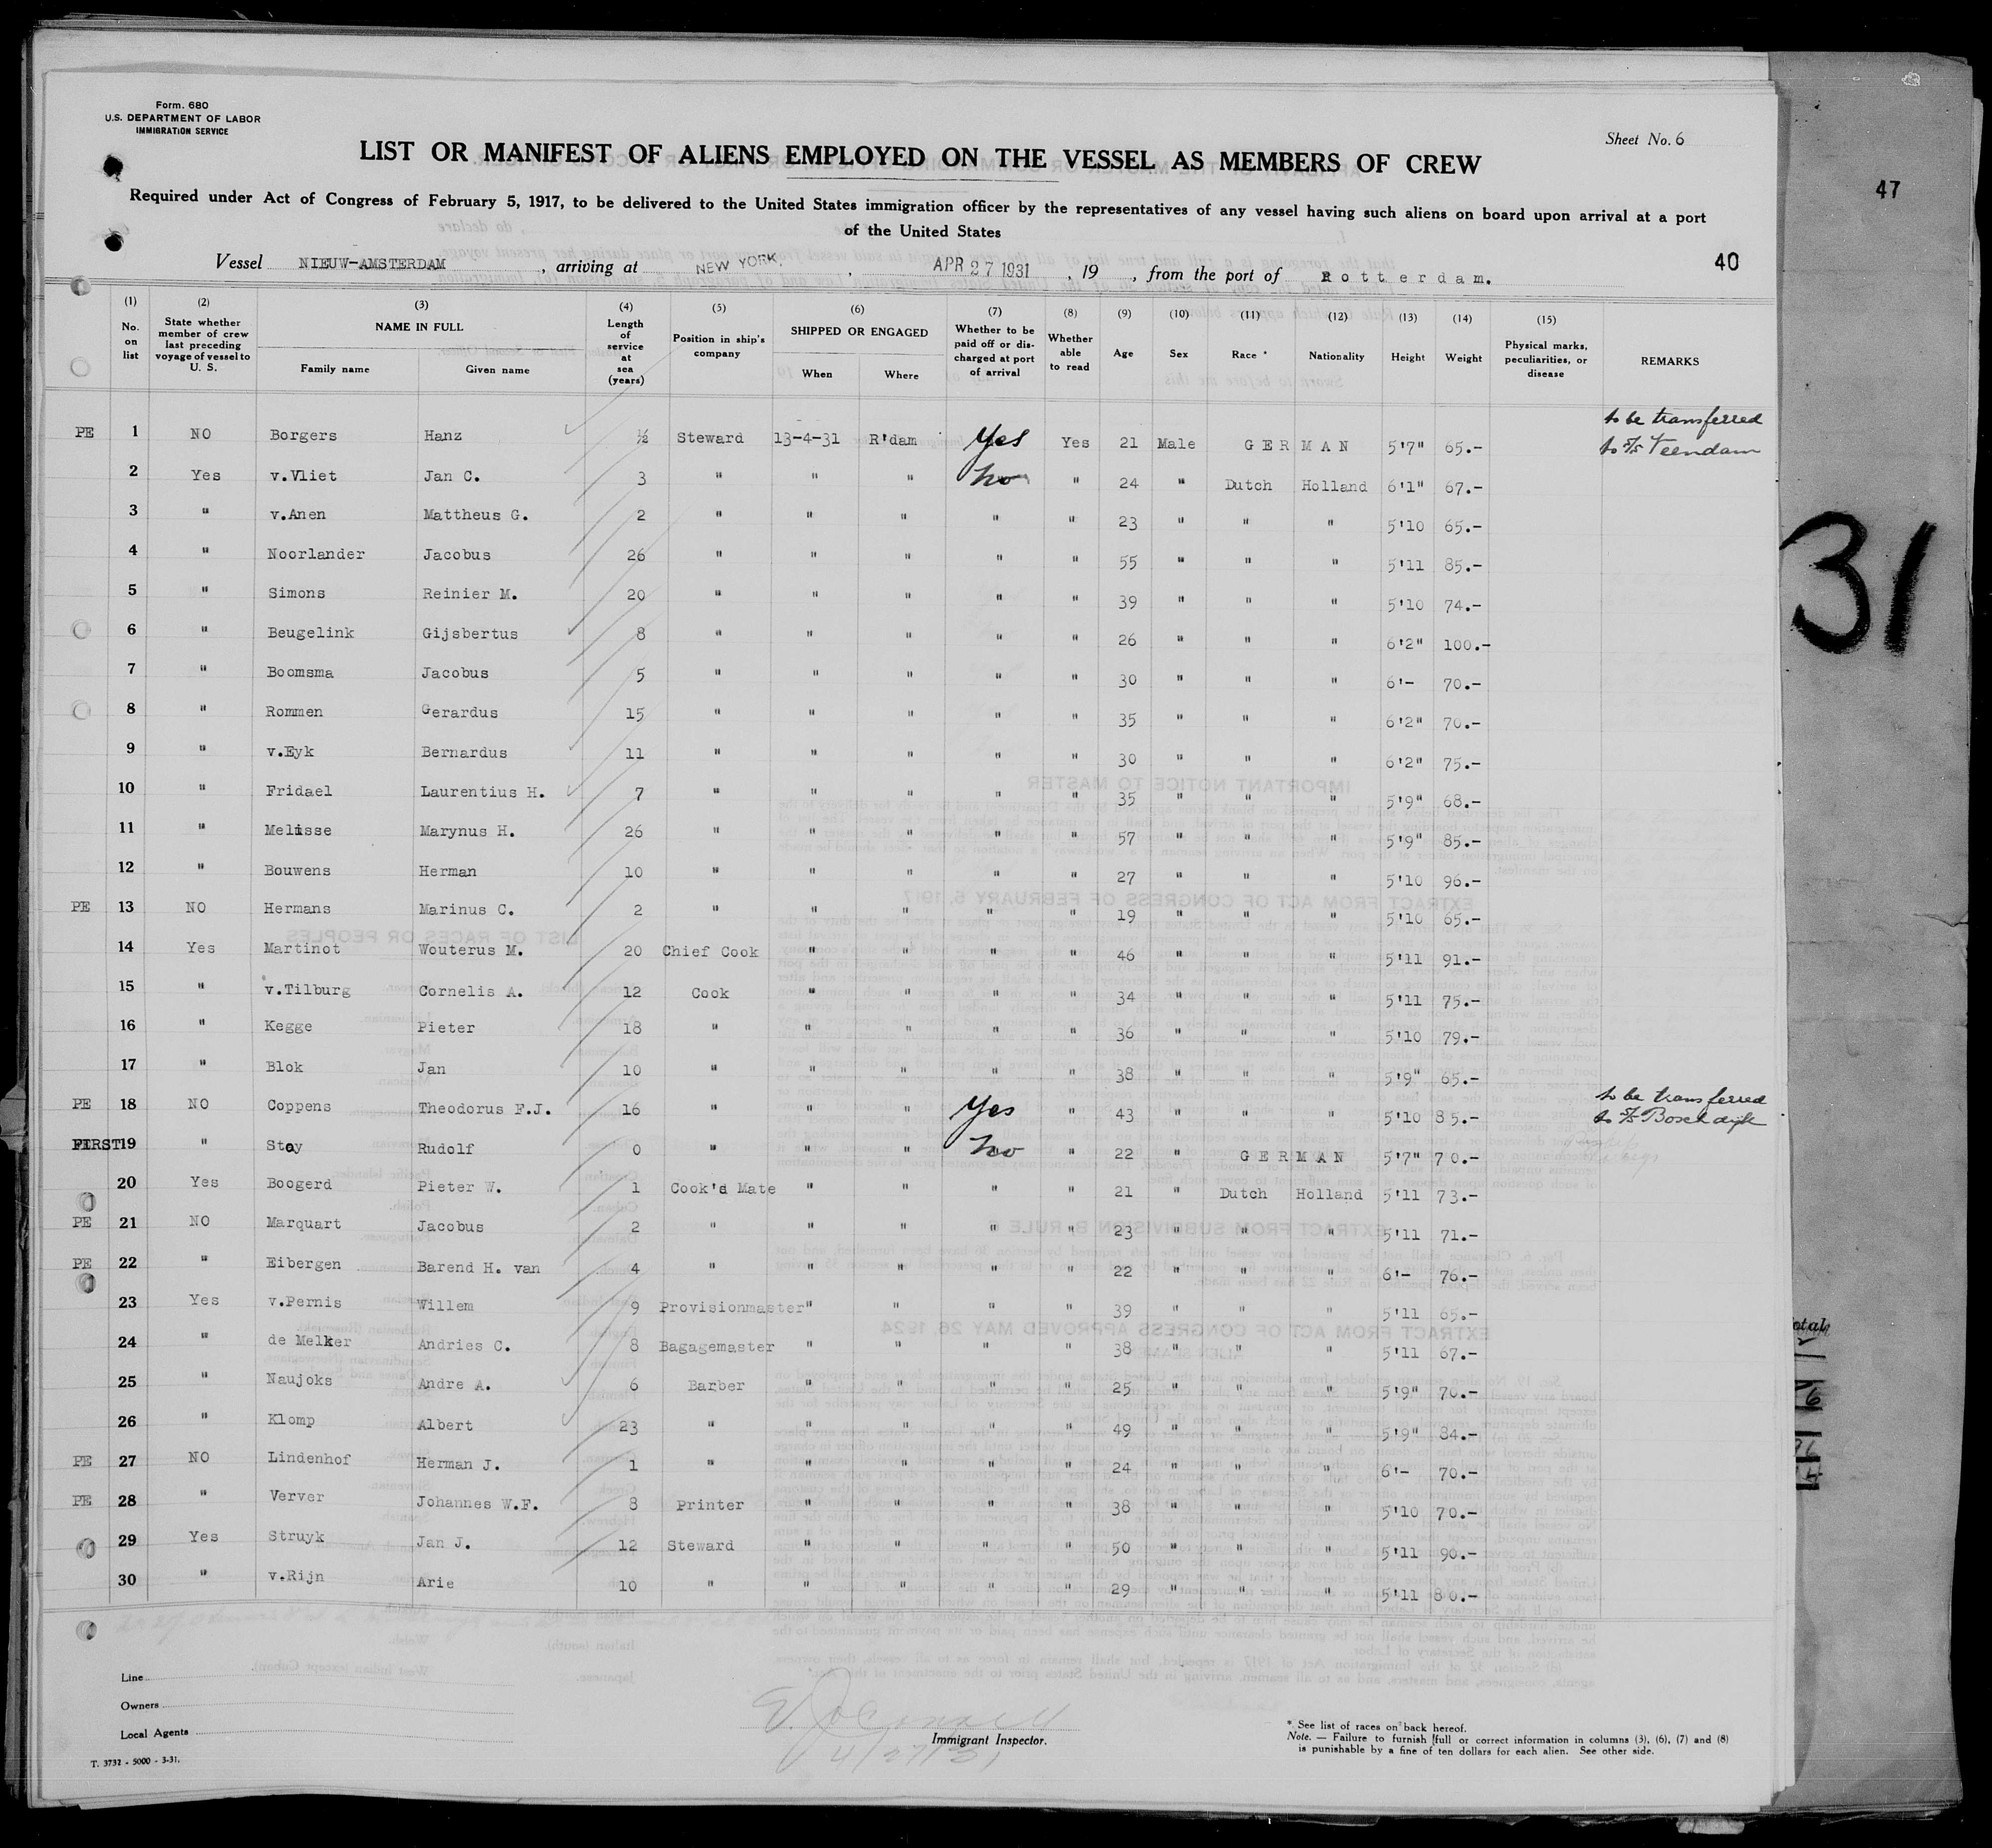 Form. 680
U.S. DEPARTMENT OF LABOR
IMMIGRATION SERVICE
Sheet No. 6
LIST OR MANIFEST OF ALIENS EMPLOYED ON THE VESSEL AS MEMBERS OF CREW
47
Required under Act of Congress of February 5, 1917, to be delivered to the United States immigration officer by the representatives of any vessel having such aliens on board upon arrival at a port
of the United States
Vessel NIEUW-AMSTERDAM, arriving at NEW YORK, APR 27 1931, 19 , from the port of Rotterdam.
40
(1) No. on list (2) State whether member of crew last preceding voyage of vessel to U. S. (3) NAME IN FULL Family name Given name (4) Length of service at sea (years) (5) Position in ship's company (6) SHIPPED OR ENGAGED When Where (7) Whether to be paid off or discharged at port of arrival (8) Whether able to read (9) Age (10) Sex (11) Race * (12) Nationality (13) Height (14) Weight (15) Physical marks, peculiarities, or disease REMARKS
PE 1 NO Borgers Hanz ½ Steward 13-4-31 R'dam Yes Yes 21 Male GERMAN 5'7" 65.- to be transferred to S/S Veendam
2 Yes v.Vliet Jan C. 3 " " " No " 24 " Dutch Holland 6'1" 67.-
3 " v.Anen Mattheus G. 2 " " " " " 23 " " " 5'10 65.-
4 " Noorlander Jacobus 26 " " " " " 55 " " " 5'11 85.-
5 " Simons Reinier M. 20 " " " " " 39 " " " 5'10 74.-
6 " Beugelink Gijsbertus 8 " " " " " 26 " " " 6'2" 100.-
7 " Boomsma Jacobus 5 " " " " " 30 " " " 6'- 70.-
8 " Rommen Gerardus 15 " " " " " 35 " " " 6'2" 70.-
9 " v.Eyk Bernardus 11 " " " " " 30 " " " 6'2" 75.-
10 " Fridael Laurentius H. 7 " " " " " 35 " " " 5'9" 68.-
11 " Melisse Marynus H. 26 " " " " " 57 " " " 5'9" 85.-
12 " Bouwens Herman 10 " " " " " 27 " " " 5'10 96.-
PE 13 NO Hermans Marinus C. 2 " " " " " 19 " " " 5'10 65.-
14 Yes Martinot Wouterus M. 20 Chief Cook " " " " 46 " " " 5'11 91.-
15 " v.Tilburg Cornelis A. 12 Cook " " " " 34 " " " 5'11 75.-
16 " Kegge Pieter 18 " " " " " 36 " " " 5'10 79.-
17 " Blok Jan 10 " " " " " 38 " " " 5'9" 65.-
PE 18 NO Coppens Theodorus F.J. 16 " " " Yes " 43 " " " 5'10 85.- to be transferred to S/S Boschdijk
FIRST 19 " Stoy Rudolf 0 " " " No " 22 " GERMAN 5'7" 70.-
20 Yes Boogerd Pieter W. 1 Cook's Mate " " " " 21 " Dutch Holland 5'11 73.-
PE 21 NO Marquart Jacobus 2 " " " " " 23 " " " 5'11 71.-
PE 22 " Eibergen Barend H. van 4 " " " " " 22 " " " 6'- 76.-
23 Yes v.Pernis Willem 9 Provisionmaster " " " " 39 " " " 5'11 65.-
24 " de Melker Andries C. 8 Bagagemaster " " " " 38 " " " 5'11 67.-
25 " Naujoks Andre A. 6 Barber " " " " 25 " " " 5'9" 70.-
26 " Klomp Albert 23 " " " " " 49 " " " 5'9" 84.-
PE 27 NO Lindenhof Herman J. 1 " " " " " 24 " " " 6'- 70.-
PE 28 " Verver Johannes W.F. 8 Printer " " " " 38 " " " 5'10 70.-
29 Yes Struyk Jan J. 12 Steward " " " " 50 " " " 5'11 90.-
30 " v.Rijn Arie 10 " " " " " 29 " " " 5'11 80.-
31
Line
Owners
Local Agents
T. 3732 - 5000 - 3-31.
4/27/31
Immigrant Inspector.
* See list of races on back hereof.
Note. — Failure to furnish full or correct information in columns (3), (6), (7) and (8)
is punishable by a fine of ten dollars for each alien. See other side.